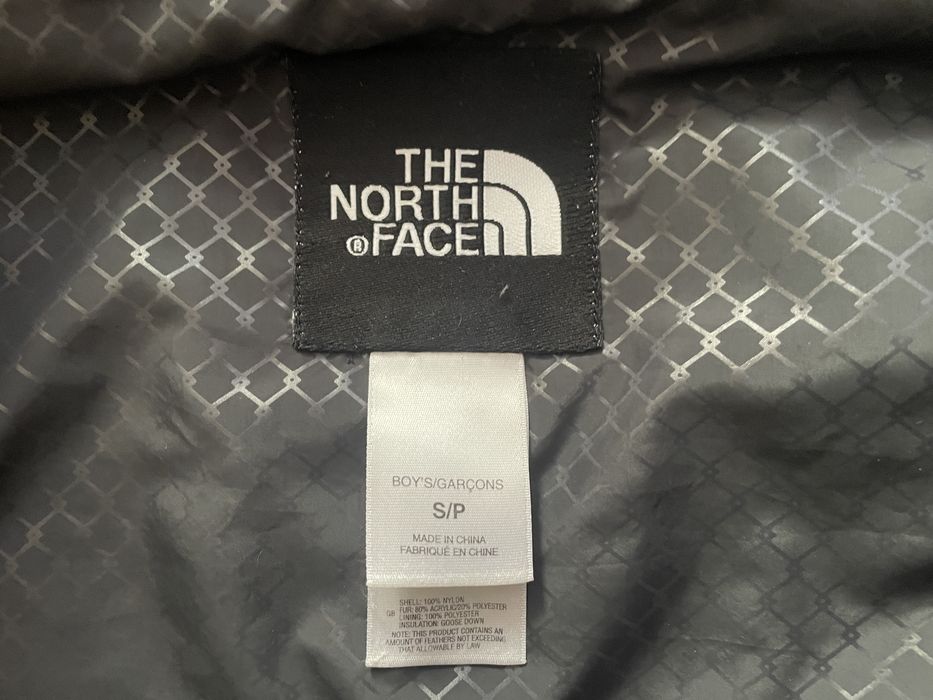 THE
NORTH
®FACE
BOY'S/GARÇONS
S/P
MADE IN CHINA
FABRIQUÉ EN CHINE
SHELL: 100% NYLON
GB FUR: 80% ACRYLIC/20% POLYESTER
LINING: 100% POLYESTER
INSULATION: GOOSE DOWN
NOTE: THIS PRODUCT CONTAINS AN
AMOUNT OF FEATHERS NOT EXCEEDING
THAT ALLOWABLE BY LAW